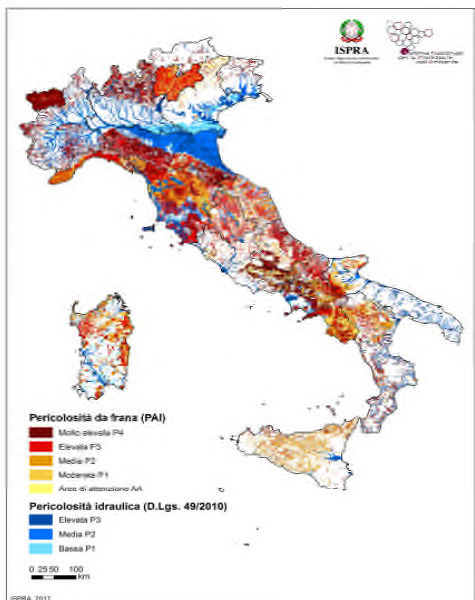 ISPRA
Pericolosità da frana (PAI)
Molto elevata P4
Elevata P3
Media P2
Moderata P1
Aree di attenzione AA
Pericolosità idraulica (D.Lgs. 49/2010)
Elevata P3
Media P2
Bassa P1
0 25 50 100
km
ISPRA, 2017